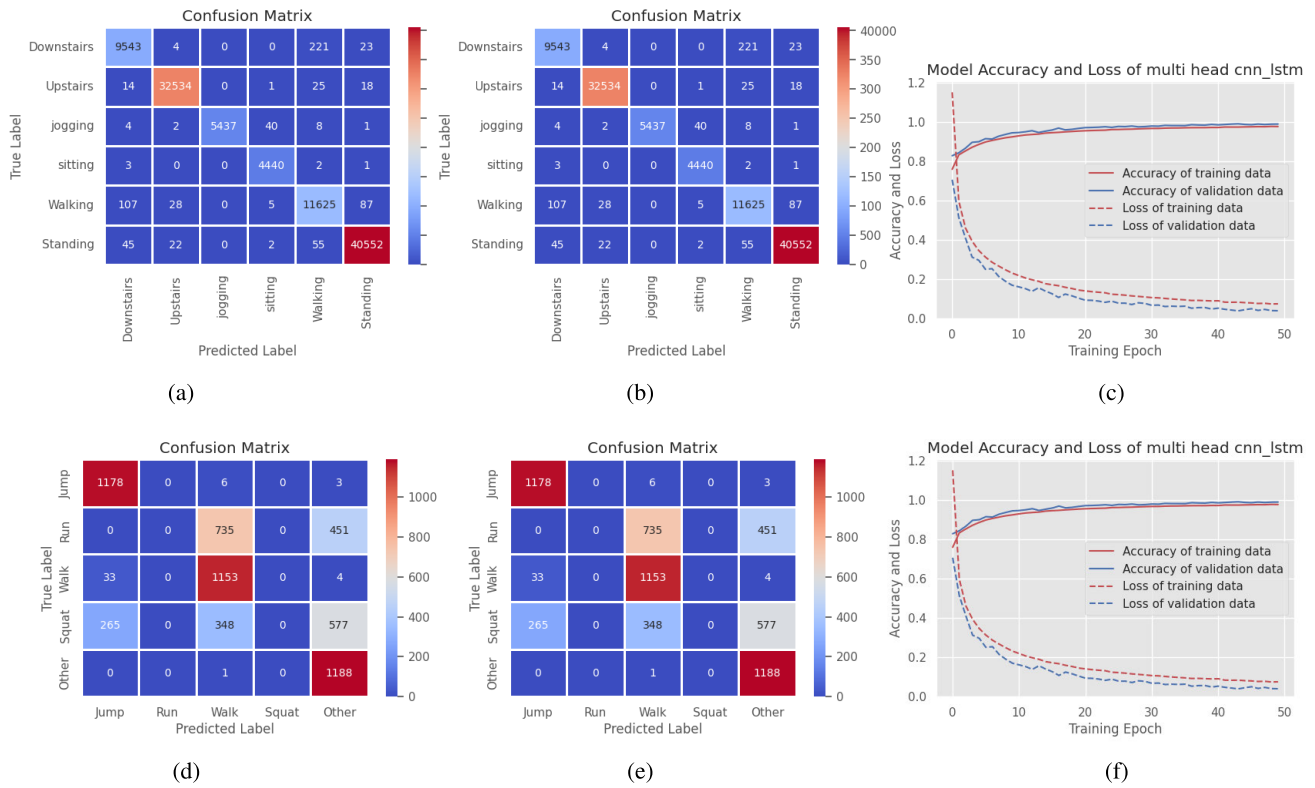 Confusion Matrix
Downstairs 9543 4 0 0 221 23
Upstairs 14 32534 0 1 25 18
jogging 4 2 5437 40 8 1
sitting 3 0 0 4440 2 1
Walking 107 28 0 5 11625 87
Standing 45 22 0 2 55 40552
True Label
Downstairs Upstairs jogging sitting Walking Standing
Predicted Label
(a)
Confusion Matrix
Downstairs 9543 4 0 0 221 23
Upstairs 14 32534 0 1 25 18
jogging 4 2 5437 40 8 1
sitting 3 0 0 4440 2 1
Walking 107 28 0 5 11625 87
Standing 45 22 0 2 55 40552
True Label
Downstairs Upstairs jogging sitting Walking Standing
Predicted Label
40000
35000
30000
25000
20000
15000
10000
500
0
(b)
Model Accuracy and Loss of multi head cnn_lstm
1.2
1.0
0.8
0.6
0.4
0.2
0.0
Accuracy and Loss
Accuracy of training data
Accuracy of validation data
Loss of training data
Loss of validation data
0 10 20 30 40 50
Training Epoch
(c)
Confusion Matrix
Jump 1178 0 6 0 3
Run 0 0 735 0 451
Walk 33 0 1153 0 4
Squat 265 0 348 0 577
Other 0 0 1 0 1188
True Label
Jump Run Walk Squat Other
Predicted Label
1000
800
600
400
200
0
(d)
Confusion Matrix
Jump 1178 0 6 0 3
Run 0 0 735 0 451
Walk 33 0 1153 0 4
Squat 265 0 348 0 577
Other 0 0 1 0 1188
True Label
Jump Run Walk Squat Other
Predicted Label
1000
800
600
400
200
0
(e)
Model Accuracy and Loss of multi head cnn_lstm
1.2
1.0
0.8
0.6
0.4
0.2
0.0
Accuracy and Loss
Accuracy of training data
Accuracy of validation data
Loss of training data
Loss of validation data
0 10 20 30 40 50
Training Epoch
(f)